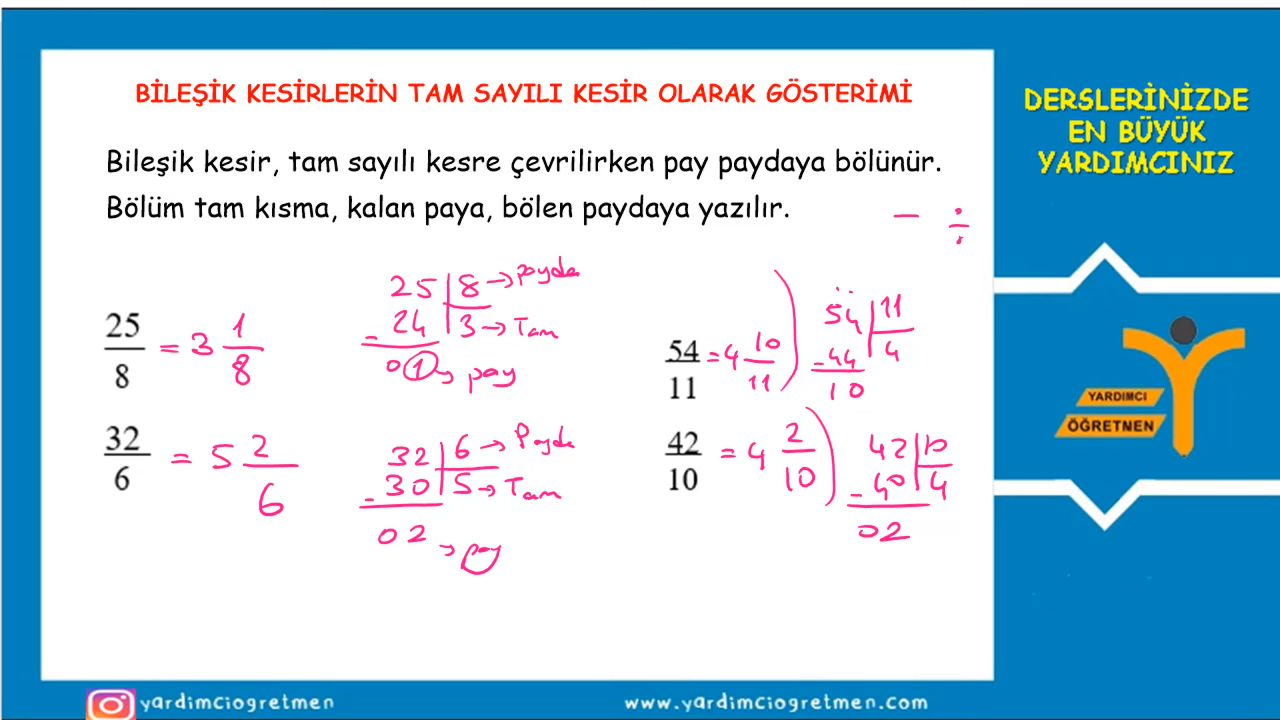 BİLEŞİK KESİRLERİN TAM SAYILI KESİR OLARAK GÖSTERİMİ
Bileşik kesir, tam sayılı kesre çevrilirken pay paydaya bölünür.
Bölüm tam kısma, kalan paya, bölen paydaya yazılır.
— ÷
25/8 = 3 1/8
25 | 8 → payda
- 24 | 3 → Tam
01 → pay
32/6 = 5 2/6
32 | 6 → Payda
- 30 | 5 → Tam
02 → pay
54/11 = 4 10/11
54 | 11
- 44 | 4
10
42/10 = 4 2/10
42 | 10
- 40 | 4
02
DERSLERİNİZDE
EN BÜYÜK
YARDIMCINIZ
YARDIMCI
ÖĞRETMEN
yardimciogretmen
www.yardimciogretmen.com